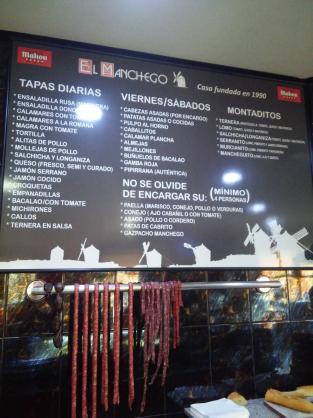 Mahou
EL MANCHEGO
Casa fundada en 1990
Mahou
TAPAS DIARIAS
* ENSALADILLA RUSA
* ENSALADILLA
* CALAMARES CON TOMATE
* CALAMARES A LA ROMANA
* MAGRA CON TOMATE
* TORTILLA
* ALITAS DE POLLO
* MOLLEJAS DE POLLO
* SALCHICHA Y LONGANIZA
* QUESO (FRESCO, SEMI Y CURADO)
* JAMÓN SERRANO
* JAMÓN COCIDO
* CROQUETAS
* EMPANADILLAS
* BACALAO/CON TOMATE
* MICHIRONES
* CALLOS
* TERNERA EN SALSA
VIERNES/SÁBADOS
* CABEZAS ASADAS (POR ENCARGO)
* PATATAS ASADAS O COCIDAS
* PULPO AL HORNO
* CABALLITOS
* CALAMAR PLANCHA
* ALMEJAS
* MEJILLONES
* BUÑUELOS DE BACALAO
* GAMBA ROJA
* PIPIRRANA (AUTÉNTICA)
NO SE OLVIDE
DE ENCARGAR SU:
(MÍNIMO)
4 PERSONAS
* PAELLA (MARISCO, CONEJO, POLLO O VERDURAS)
* CONEJO (AJO CABAÑIL O CON TOMATE)
* ASADO (POLLO O CORDERO)
* PATAS DE CABRITO
* GAZPACHO MANCHEGO
MONTADITOS
* TERNERA
* LOMO
* SALCHICHA/LONGANIZA
* SERRANITO
* MURCIANITO
* MANCHEGUITO